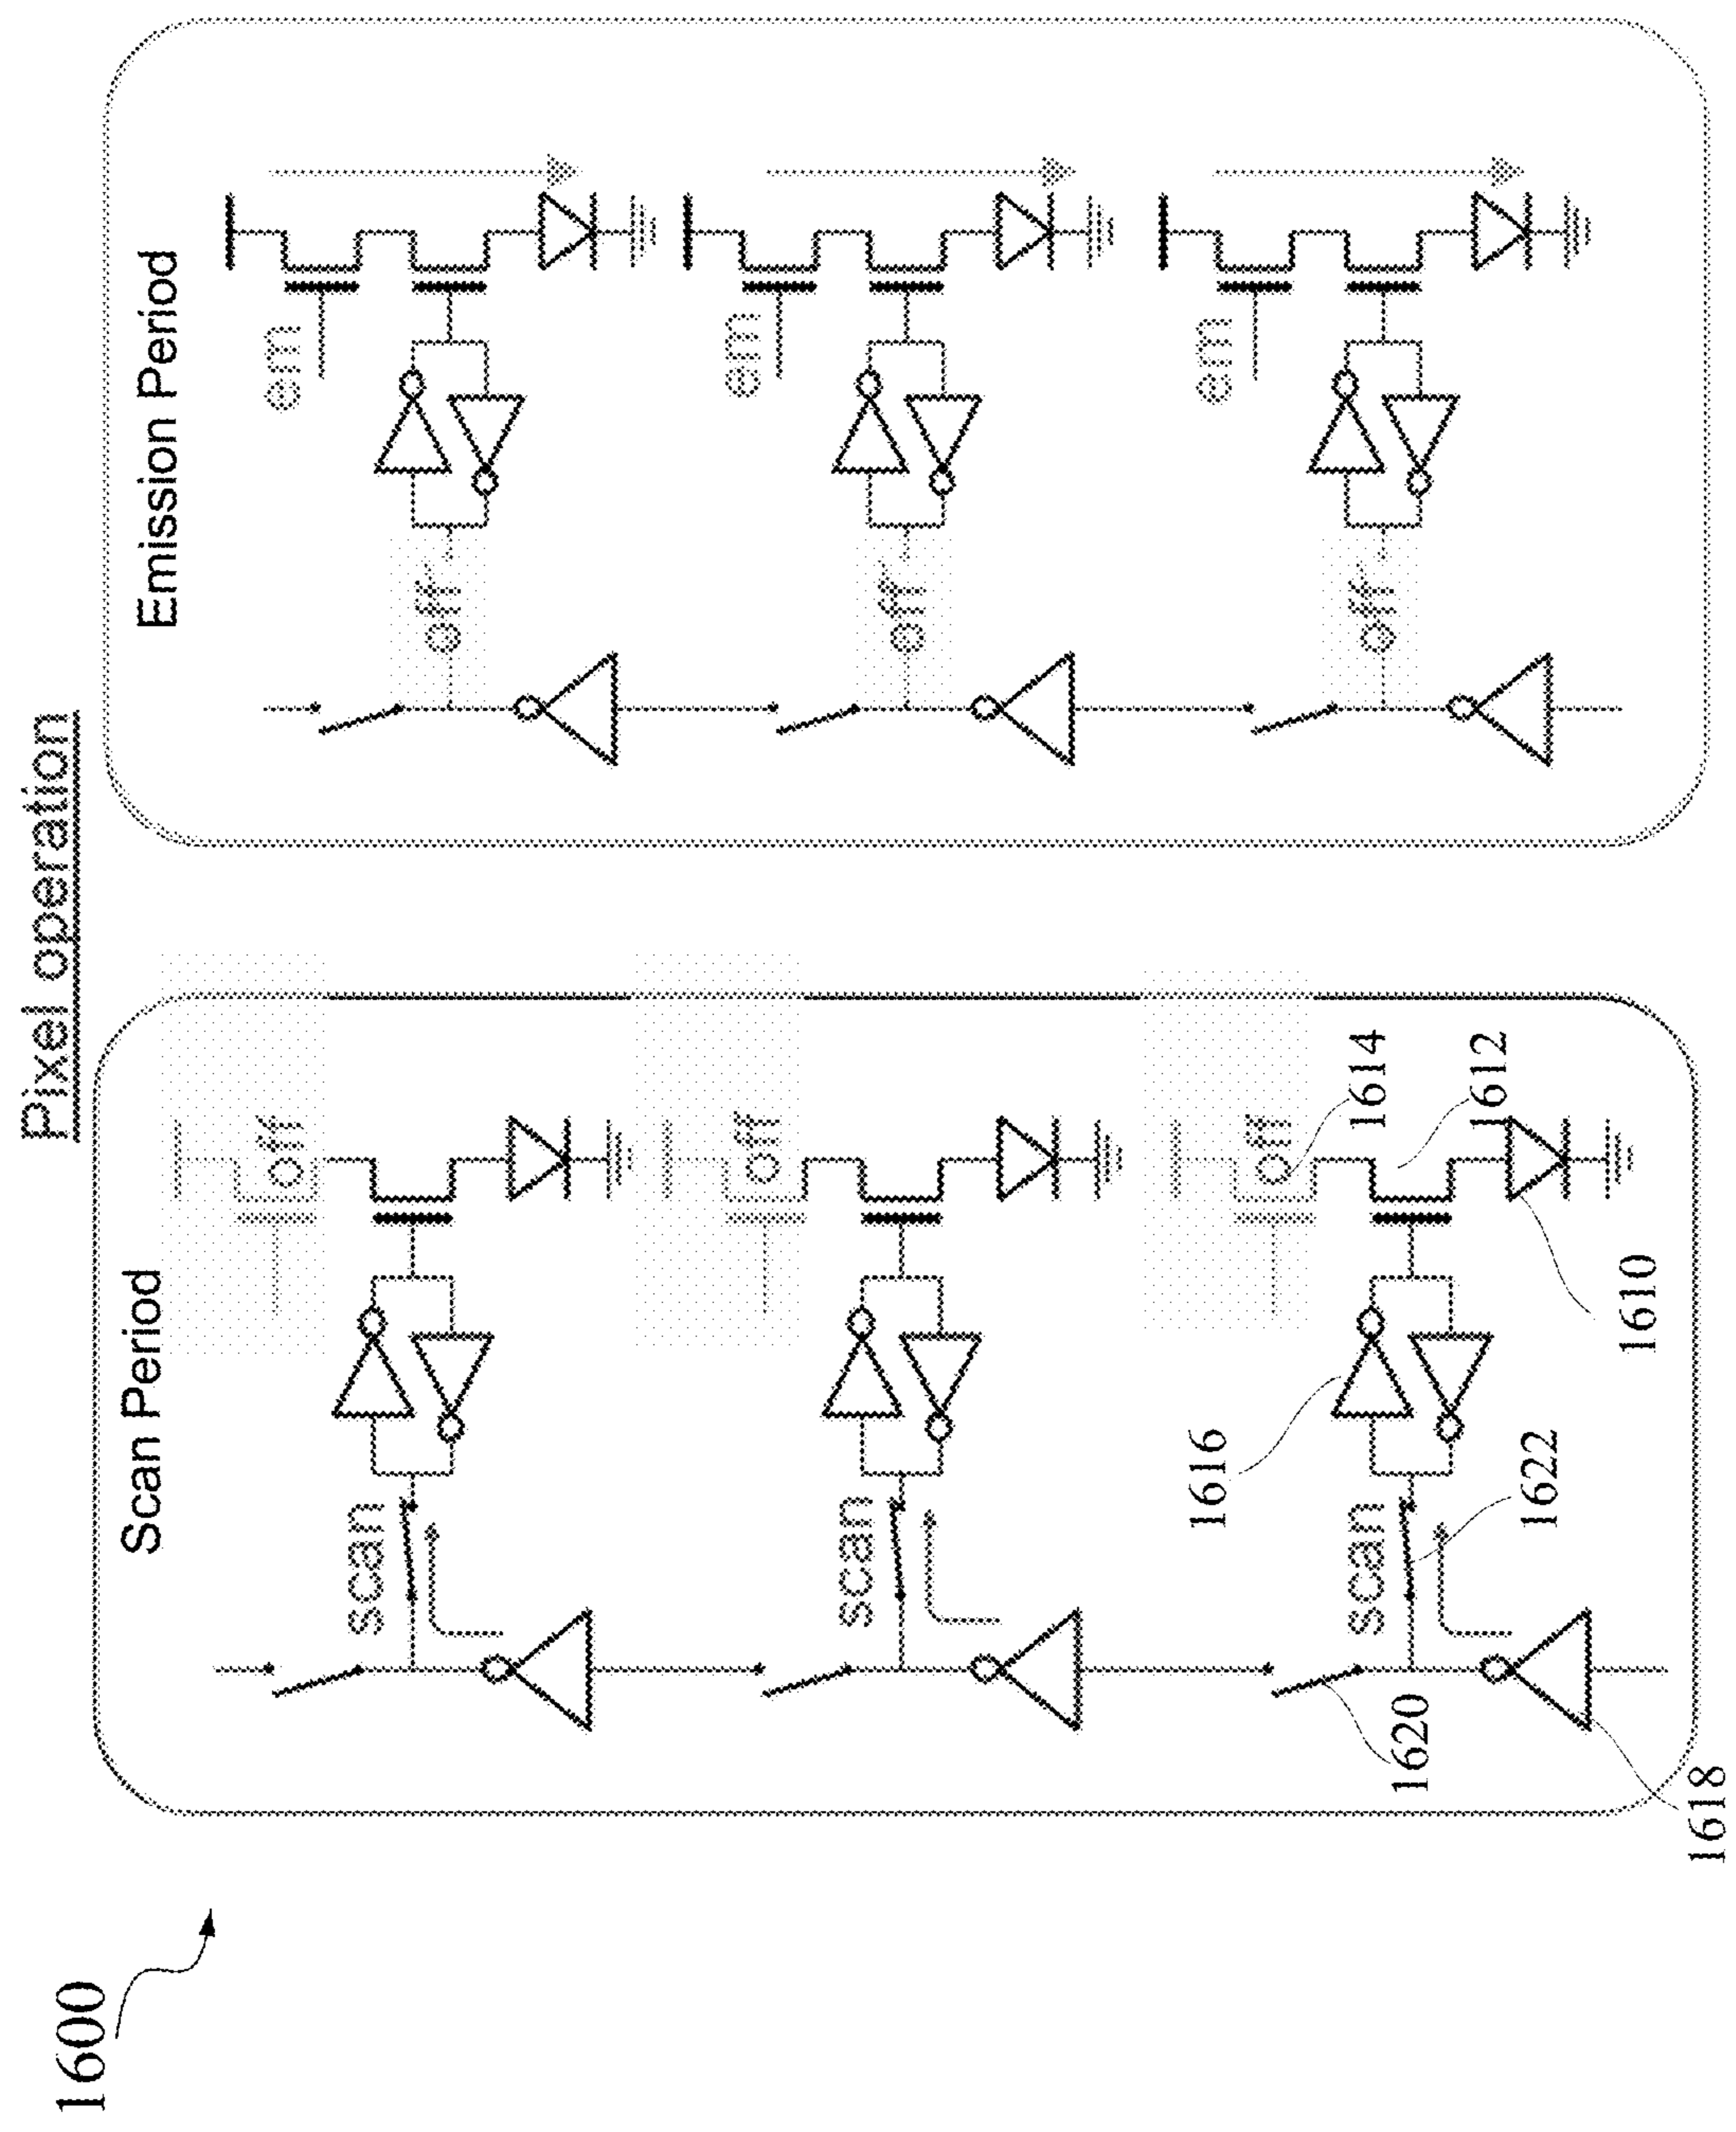 1600
Pixel operation
Scan Period
off
scan
off
scan
off
1614
1612
1616
scan
1622
1610
1620
1618
Emission Period
em
off
em
off
em
off